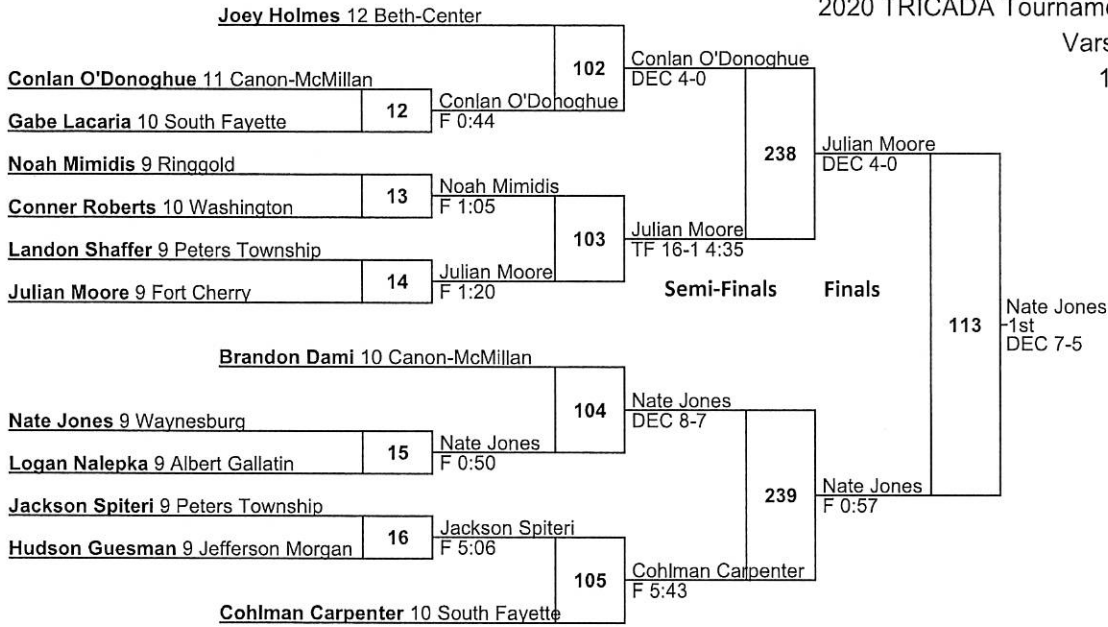 2020 TRICADA Tourname
Vars
1
Joey Holmes 12 Beth-Center
102
Conlan O'Donoghue
DEC 4-0
Conlan O'Donoghue 11 Canon-McMillan
12
Conlan O'Donoghue
F 0:44
Gabe Lacaria 10 South Fayette
238
Julian Moore
DEC 4-0
Noah Mimidis 9 Ringgold
13
Noah Mimidis
F 1:05
Conner Roberts 10 Washington
103
Julian Moore
TF 16-1 4:35
Landon Shaffer 9 Peters Township
14
Julian Moore
F 1:20
Julian Moore 9 Fort Cherry
Semi-Finals Finals
113
Nate Jones
1st
DEC 7-5
Brandon Dami 10 Canon-McMillan
104
Nate Jones
DEC 8-7
Nate Jones 9 Waynesburg
15
Nate Jones
F 0:50
Logan Nalepka 9 Albert Gallatin
239
Nate Jones
F 0:57
Jackson Spiteri 9 Peters Township
16
Jackson Spiteri
F 5:06
Hudson Guesman 9 Jefferson Morgan
105
Cohlman Carpenter
F 5:43
Cohlman Carpenter 10 South Fayette